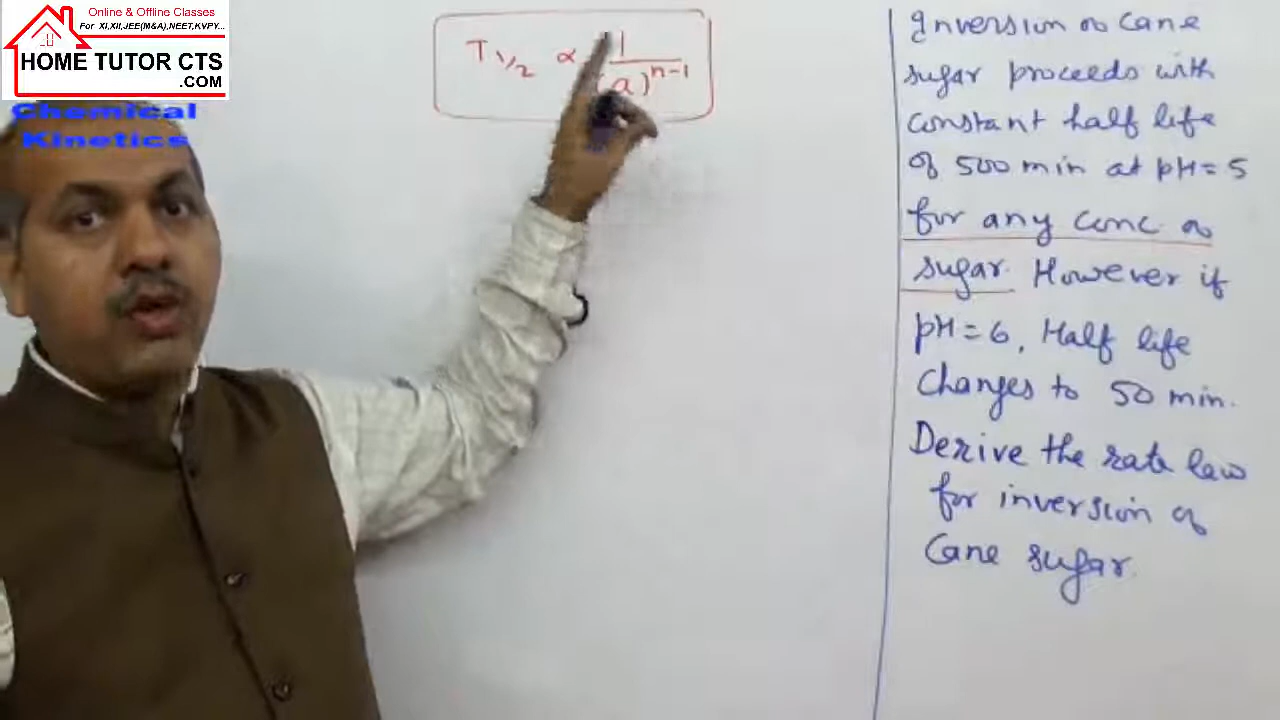 Online & Offline Classes
For XI,XII,JEE(M&A),NEET,KVPY...
HOME TUTOR CTS
.COM
Chemical
Kinetics
T 1/2 ∝ 1/(a)^(n-1)
Inversion of Cane
sugar proceeds with
constant half life
of 500 min at pH = 5
for any conc of
sugar. However if
pH = 6, Half life
changes to 50 min.
Derive the rate law
for inversion of
Cane sugar.